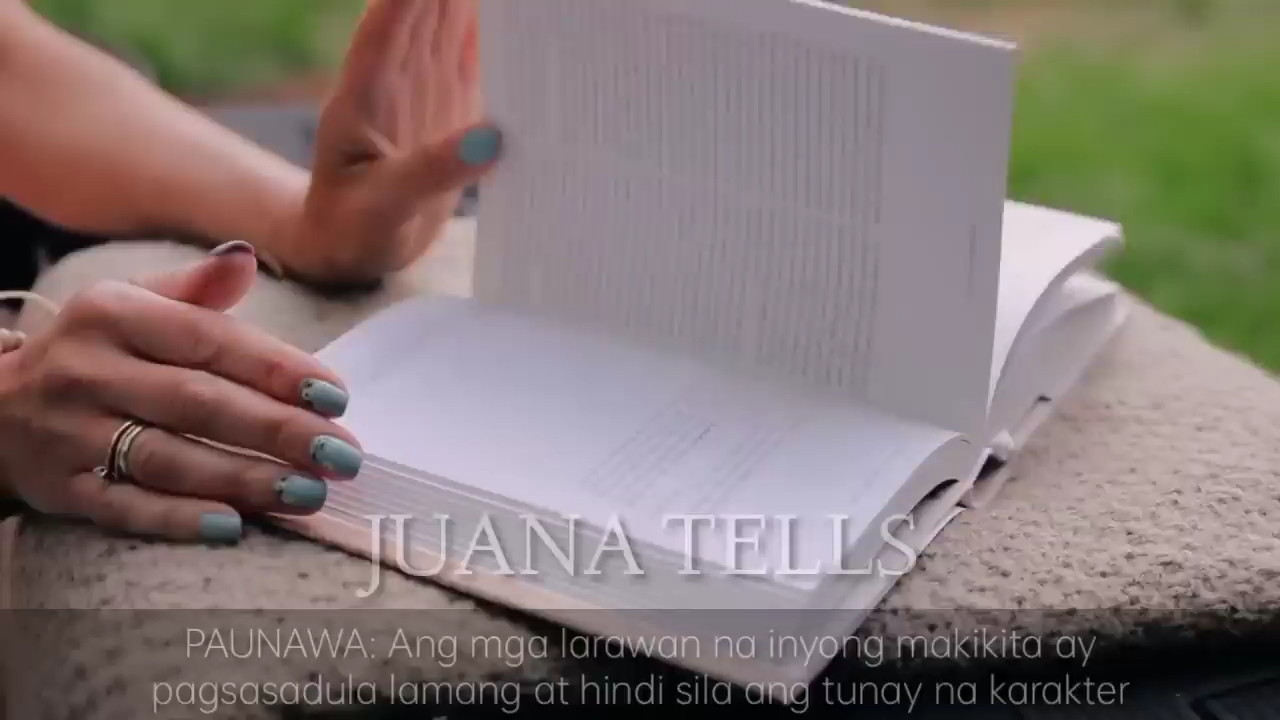 JUANA TELLS
PAUNAWA: Ang mga larawan na inyong makikita ay
pagsasadula lamang at hindi sila ang tunay na karakter